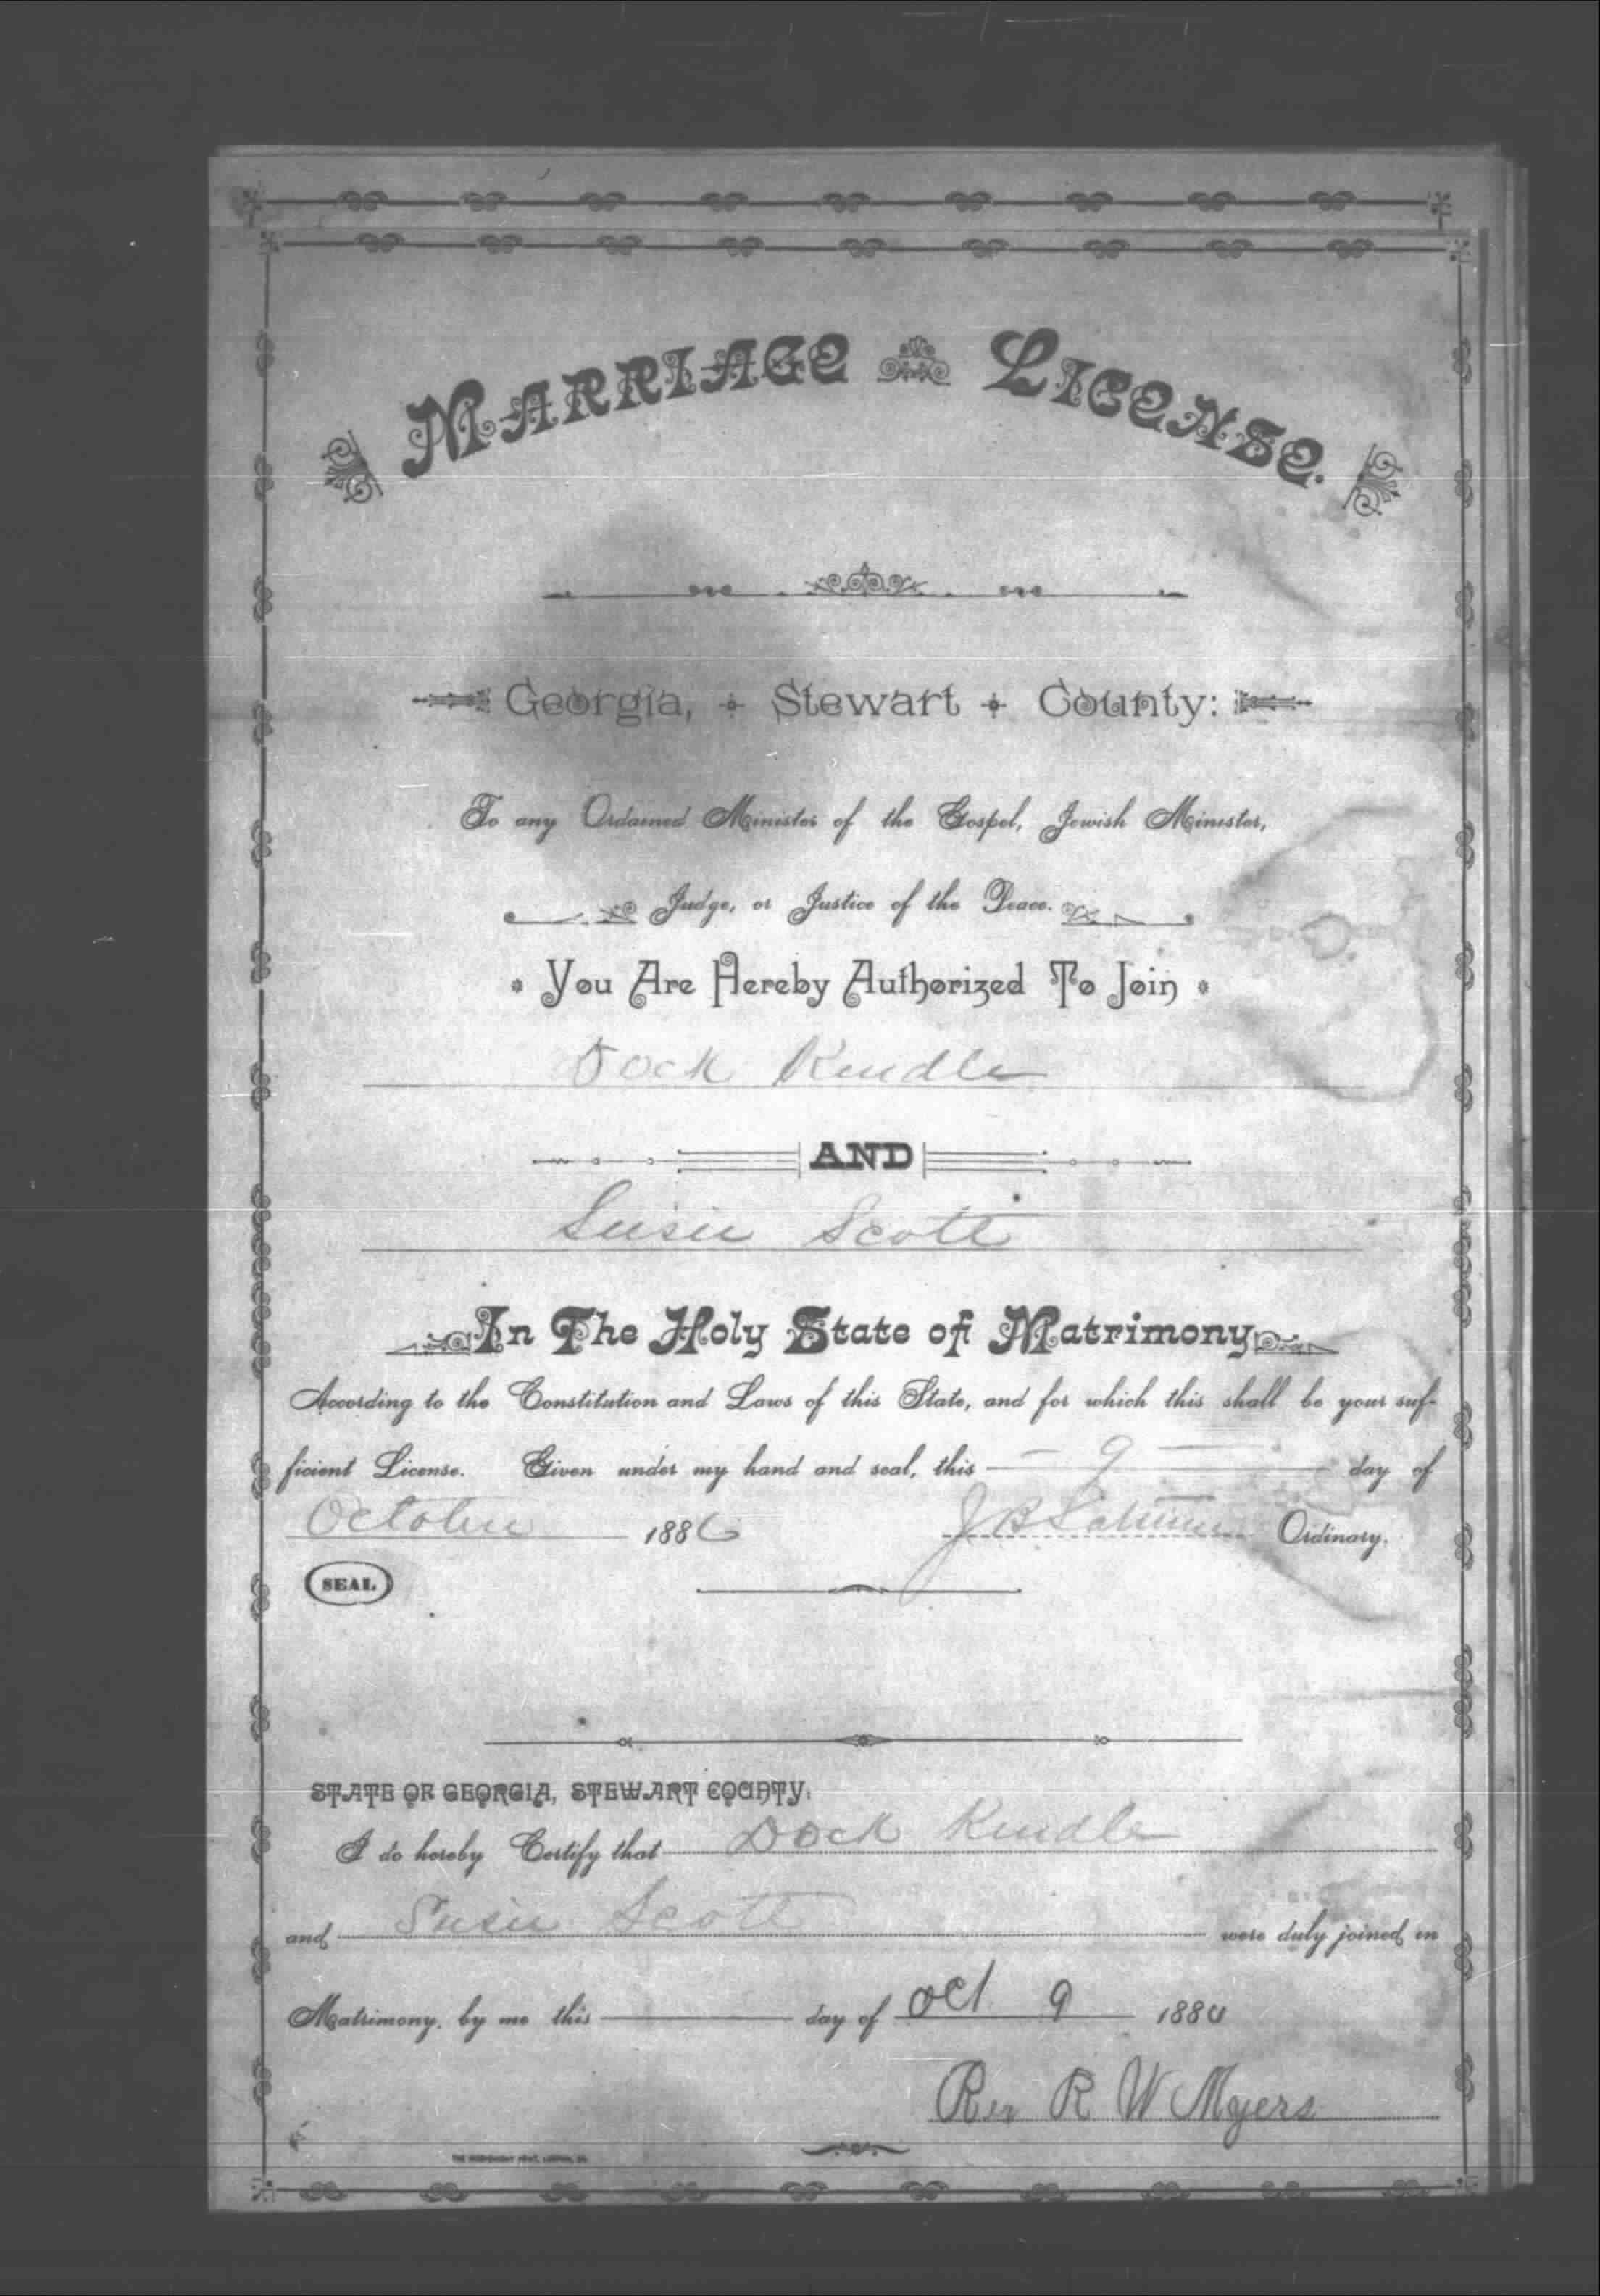 MARRIAGE LICENSE.
Georgia, Stewart County:
To any Ordained Minister of the Gospel, Jewish Minister,
Judge, or Justice of the Peace.
You Are Hereby Authorized To Join
Dock Kindle
AND
Susie Scott
In The Holy State of Matrimony
According to the Constitution and Laws of this State, and for which this shall be your suf-
ficient License. Given under my hand and seal, this 9 day of
October 1886 J B Ordinary.
SEAL
STATE OF GEORGIA, STEWART COUNTY.
I do hereby Certify that Dock Kindle
and Susie Scott were duly joined in
Matrimony, by me this day of Oct 9 188
Rev R W Myers